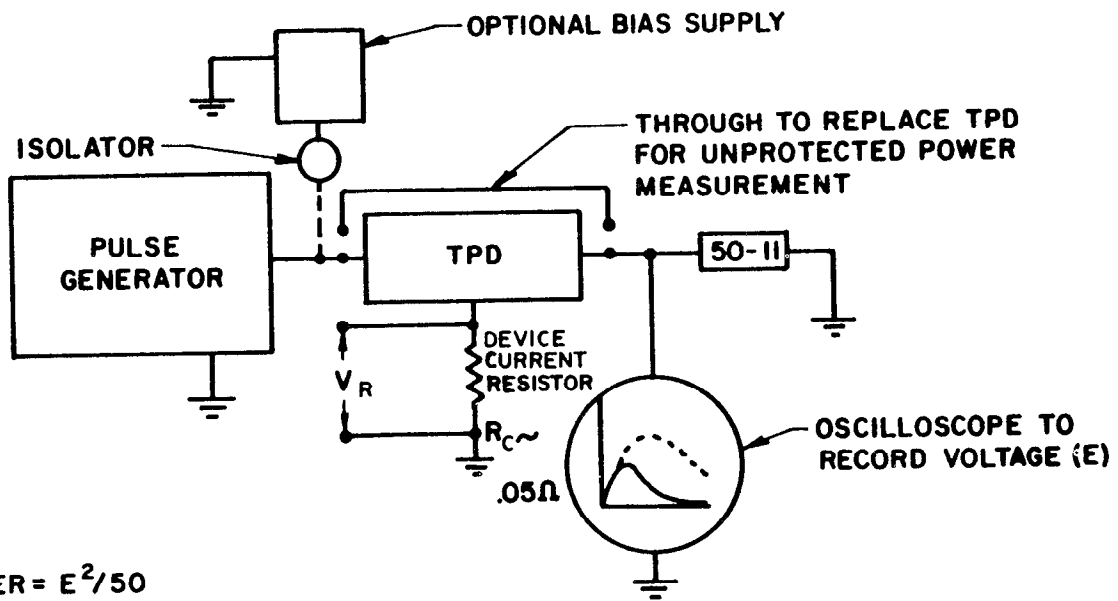 OPTIONAL BIAS SUPPLY
ISOLATOR
THROUGH TO REPLACE TPD
FOR UNPROTECTED POWER
MEASUREMENT
PULSE
GENERATOR
TPD
50-11
DEVICE
CURRENT
RESISTOR
V R
RC~
.05Ω
OSCILLOSCOPE TO
RECORD VOLTAGE (E)
ER = E²/50